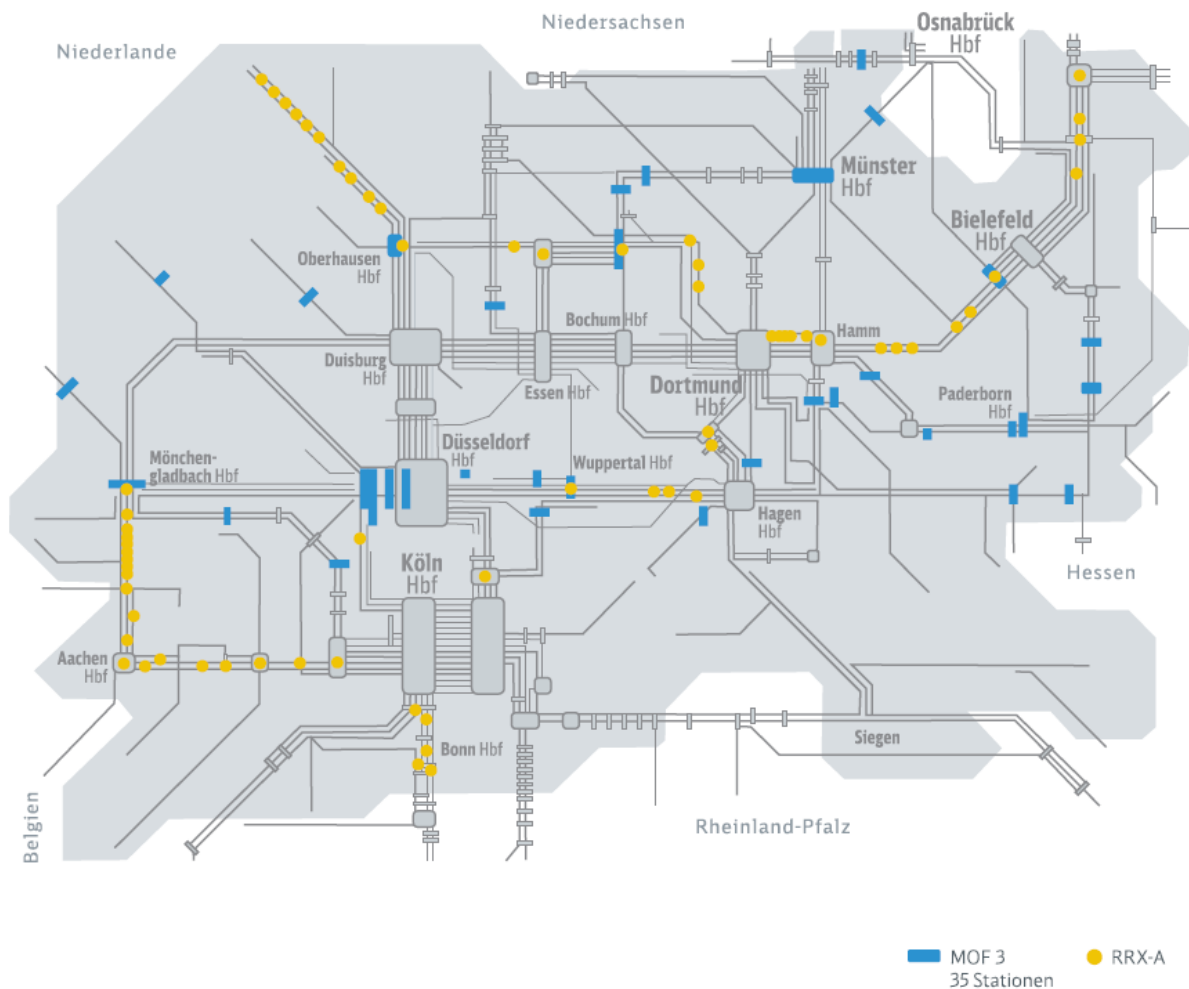 Niedersachsen
Osnabrück
Hbf
Niederlande
Münster
Hbf
Bielefeld
Hbf
Oberhausen
Hbf
Bochum Hbf
Hamm
Duisburg
Hbf
Essen Hbf
Dortmund
Hbf
Paderborn
Hbf
Mönchen-
gladbach Hbf
Düsseldorf
Hbf
Wuppertal Hbf
Hagen
Hbf
Köln
Hbf
Hessen
Aachen
Hbf
Bonn Hbf
Siegen
Belgien
Rheinland-Pfalz
MOF 3
35 Stationen
RRX-A